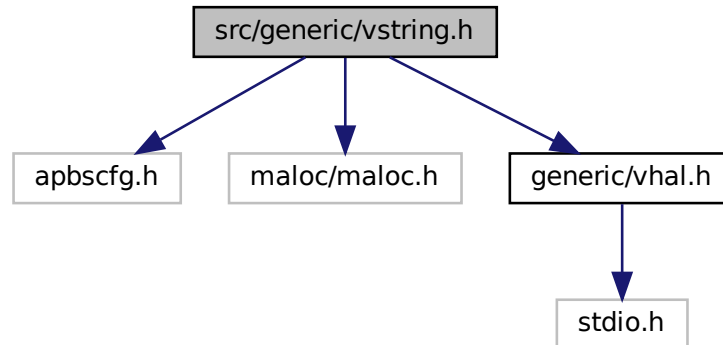 src/generic/vstring.h
apbscfg.h
maloc/maloc.h
generic/vhal.h
stdio.h